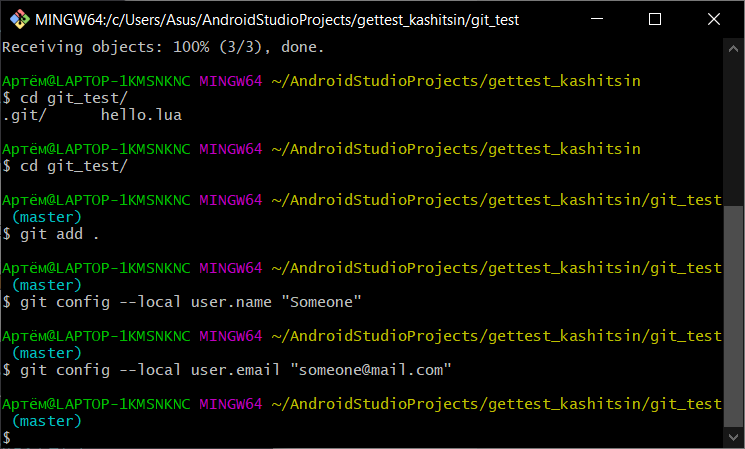 MINGW64:/c/Users/Asus/AndroidStudioProjects/gettest_kashitsin/git_test
Receiving objects: 100% (3/3), done.
Артём@LAPTOP-1KMSNKNC MINGW64 ~/AndroidStudioProjects/gettest_kashitsin
$ cd git_test/
.git/      hello.lua
Артём@LAPTOP-1KMSNKNC MINGW64 ~/AndroidStudioProjects/gettest_kashitsin
$ cd git_test/
Артём@LAPTOP-1KMSNKNC MINGW64 ~/AndroidStudioProjects/gettest_kashitsin/git_test
(master)
$ git add .
Артём@LAPTOP-1KMSNKNC MINGW64 ~/AndroidStudioProjects/gettest_kashitsin/git_test
(master)
$ git config --local user.name "Someone"
Артём@LAPTOP-1KMSNKNC MINGW64 ~/AndroidStudioProjects/gettest_kashitsin/git_test
(master)
$ git config --local user.email "someone@mail.com"
Артём@LAPTOP-1KMSNKNC MINGW64 ~/AndroidStudioProjects/gettest_kashitsin/git_test
(master)
$